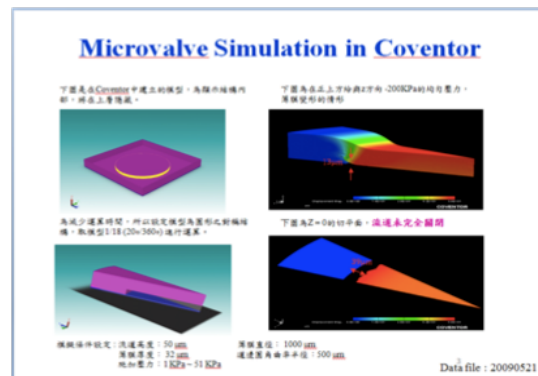 Microvalve Simulation in Coventor
下圖是在Coventor中建立的模型,為顯示結構內
部,將在上層隱藏。
下圖為在正上方給與z方向-200KPa的均勻壓力,
薄膜變形的情形
COVENTOR
為減少運算時間,所以設定模型為圓形之對稱結
構,取模型1/18 (20∞360∞)進行運算。
下圖為Z=0的切平面,流道未完全關閉
COVENTOR
模擬條件設定:流道高度:50 um
薄膜直徑: 1000um
薄膜厚度: 32 um
流道圓角曲率半徑:500 um
施加壓力:1 KPa~51 KPa
Data file : 20090521